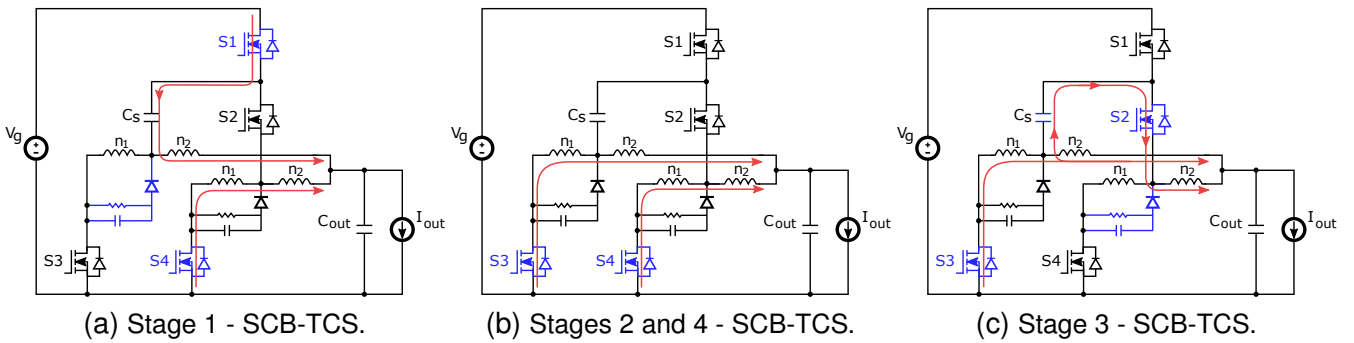 S1
S2
Cs
Vg
n1
n2
n1
n2
Cout
Iout
S3
S4
(a) Stage 1 - SCB-TCS.
S1
S2
Cs
Vg
n1
n2
n1
n2
Cout
Iout
S3
S4
(b) Stages 2 and 4 - SCB-TCS.
S1
S2
Cs
Vg
n1
n2
n1
n2
Cout
Iout
S3
S4
(c) Stage 3 - SCB-TCS.